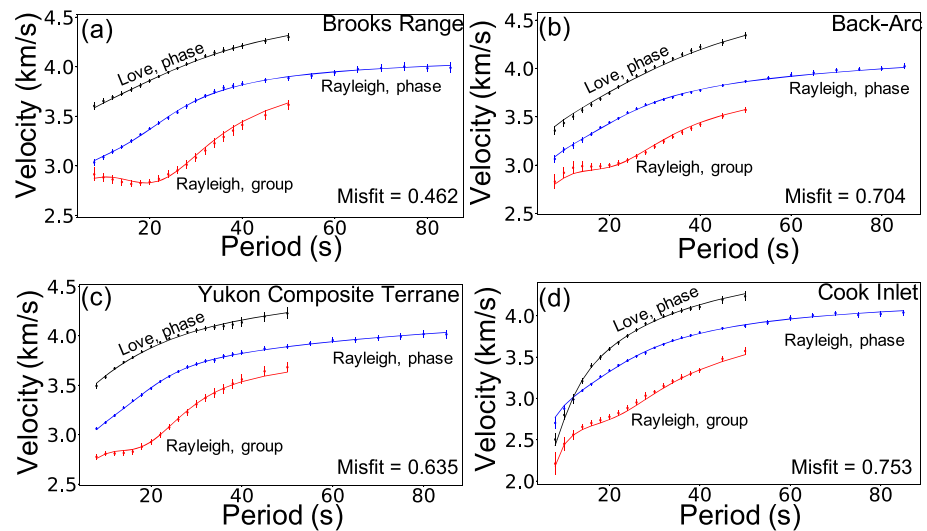 (a) Brooks Range
4.5
4.0
3.5
3.0
2.5
Velocity (km/s)
Love, phase
Rayleigh, phase
Rayleigh, group
Misfit = 0.462
20 40 60 80
Period (s)
(b) Back-Arc
4.5
4.0
3.5
3.0
2.5
Velocity (km/s)
Love, phase
Rayleigh, phase
Rayleigh, group
Misfit = 0.704
20 40 60 80
Period (s)
(c) Yukon Composite Terrane
4.5
4.0
3.5
3.0
2.5
Velocity (km/s)
Love, phase
Rayleigh, phase
Rayleigh, group
Misfit = 0.635
20 40 60 80
Period (s)
(d) Cook Inlet
4.0
3.5
3.0
2.5
2.0
Velocity (km/s)
Love, phase
Rayleigh, phase
Rayleigh, group
Misfit = 0.753
20 40 60 80
Period (s)